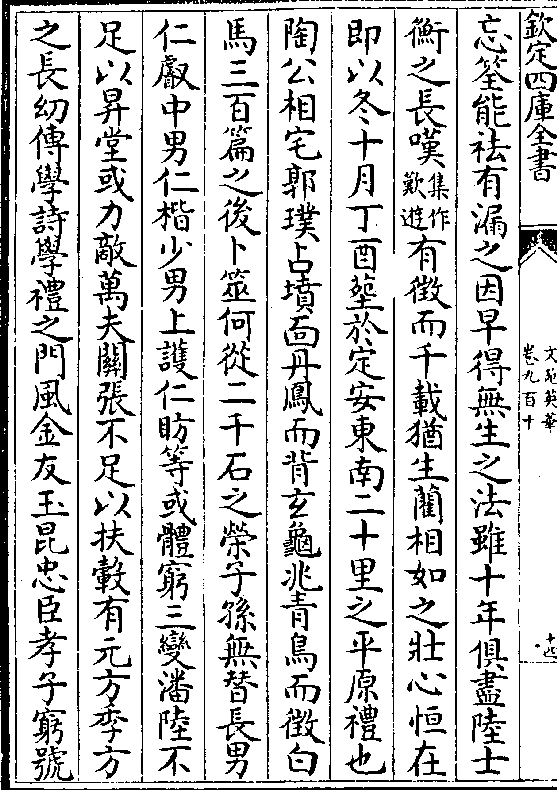 欽定四庫全書
文苑英華
卷九百十
忘筌能祛有漏之因早得無生之法雖十年俱盡陸士
衡之長嘆集作歎逝有徵而千載猶生藺相如之壯心恒在
即以冬十月丁酉塟於定安東南二十里之平原禮也
陶公相宅郭璞占墳面丹鳳而背玄龜兆青鳥而徵白
馬三百篇之後卜筮何從二千石之榮子孫無替長男
仁叡中男仁楷少男上護仁昉等或體窮三變潘陸不
足以昇堂或力敵萬夫關張不足以扶轂有元方季方
之長幼傳學詩學禮之門風金友玉昆忠臣孝子窮號